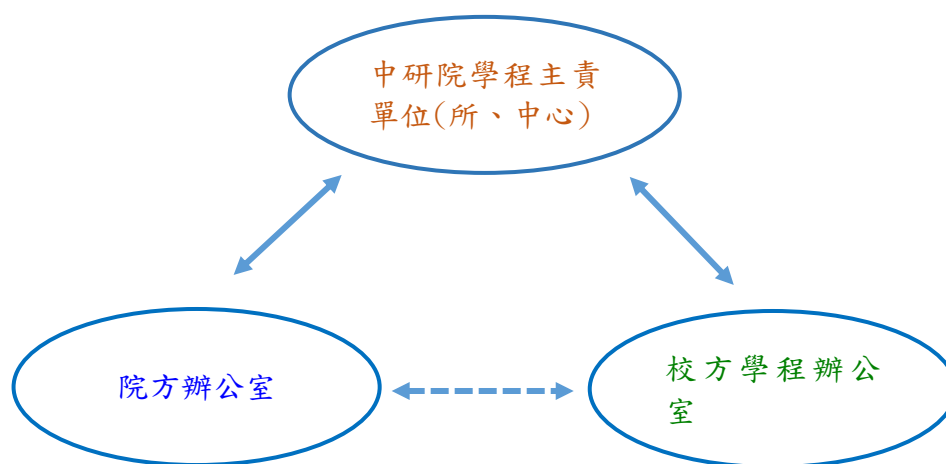 中研院學程主責
單位(所、中心)
院方辦公室
校方學程辦公
室